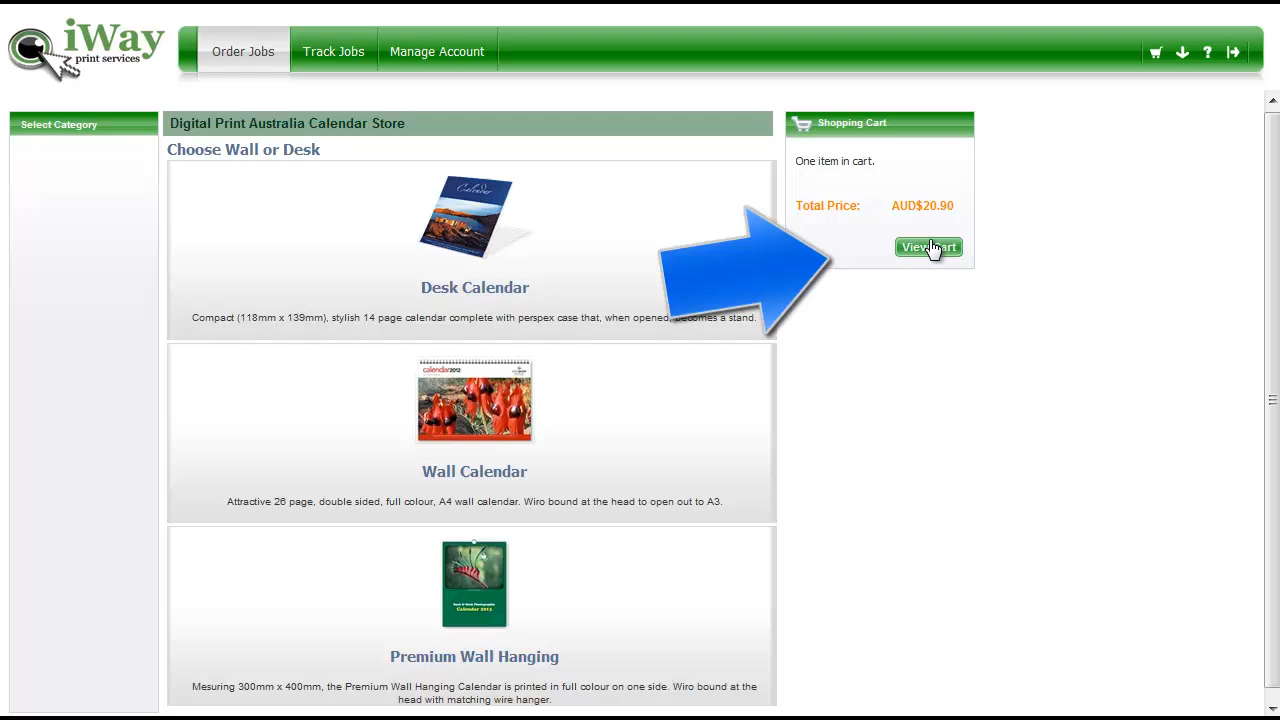 iWay
print services
Order Jobs
Track Jobs
Manage Account
Select Category
Digital Print Australia Calendar Store
Choose Wall or Desk
Calendar
Desk Calendar
Compact (118mm x 139mm), stylish 14 page calendar complete with perspex case that, when opened, becomes a stand.
calendar2012
Wall Calendar
Attractive 26 page, double sided, full colour, A4 wall calendar. Wiro bound at the head to open out to A3.
Calendar 2012
Premium Wall Hanging
Mesuring 300mm x 400mm, the Premium Wall Hanging Calendar is printed in full colour on one side. Wiro bound at the
head with matching wire hanger.
Shopping Cart
One item in cart.
Total Price: AUD$20.90
View Cart